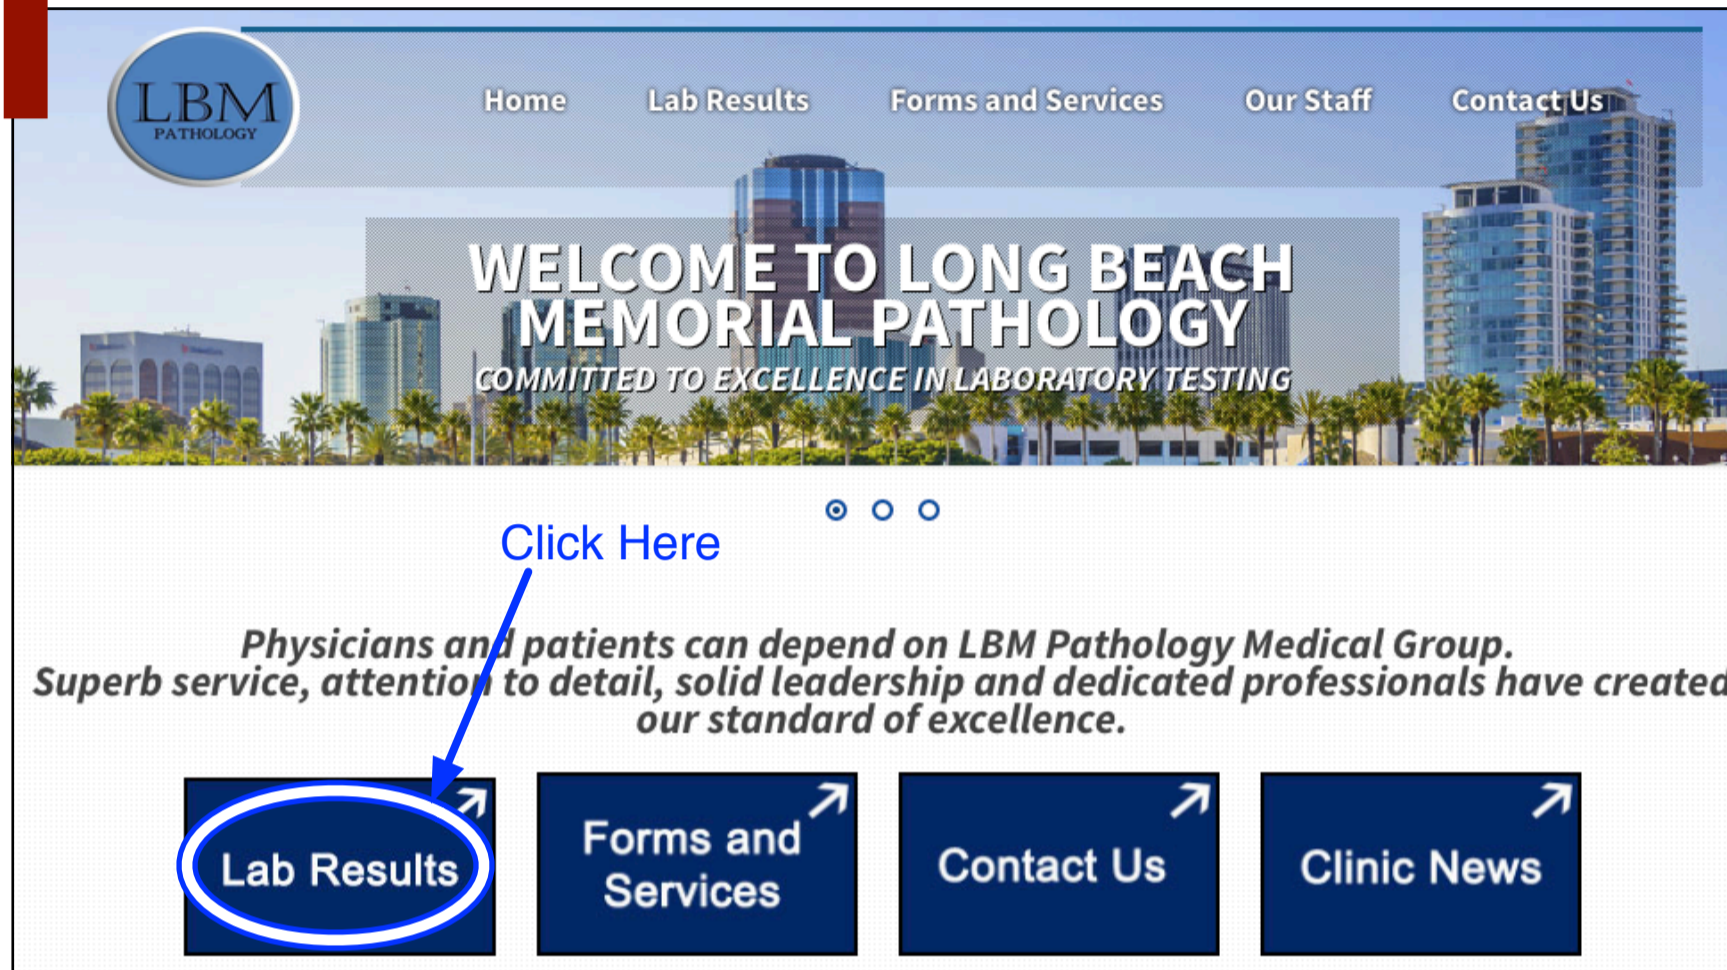 LBM
PATHOLOGY
Home Lab Results Forms and Services Our Staff Contact Us
WELCOME TO LONG BEACH
MEMORIAL PATHOLOGY
COMMITTED TO EXCELLENCE IN LABORATORY TESTING
Click Here
Physicians and patients can depend on LBM Pathology Medical Group.
Superb service, attention to detail, solid leadership and dedicated professionals have created
our standard of excellence.
Lab Results
Forms and
Services
Contact Us
Clinic News